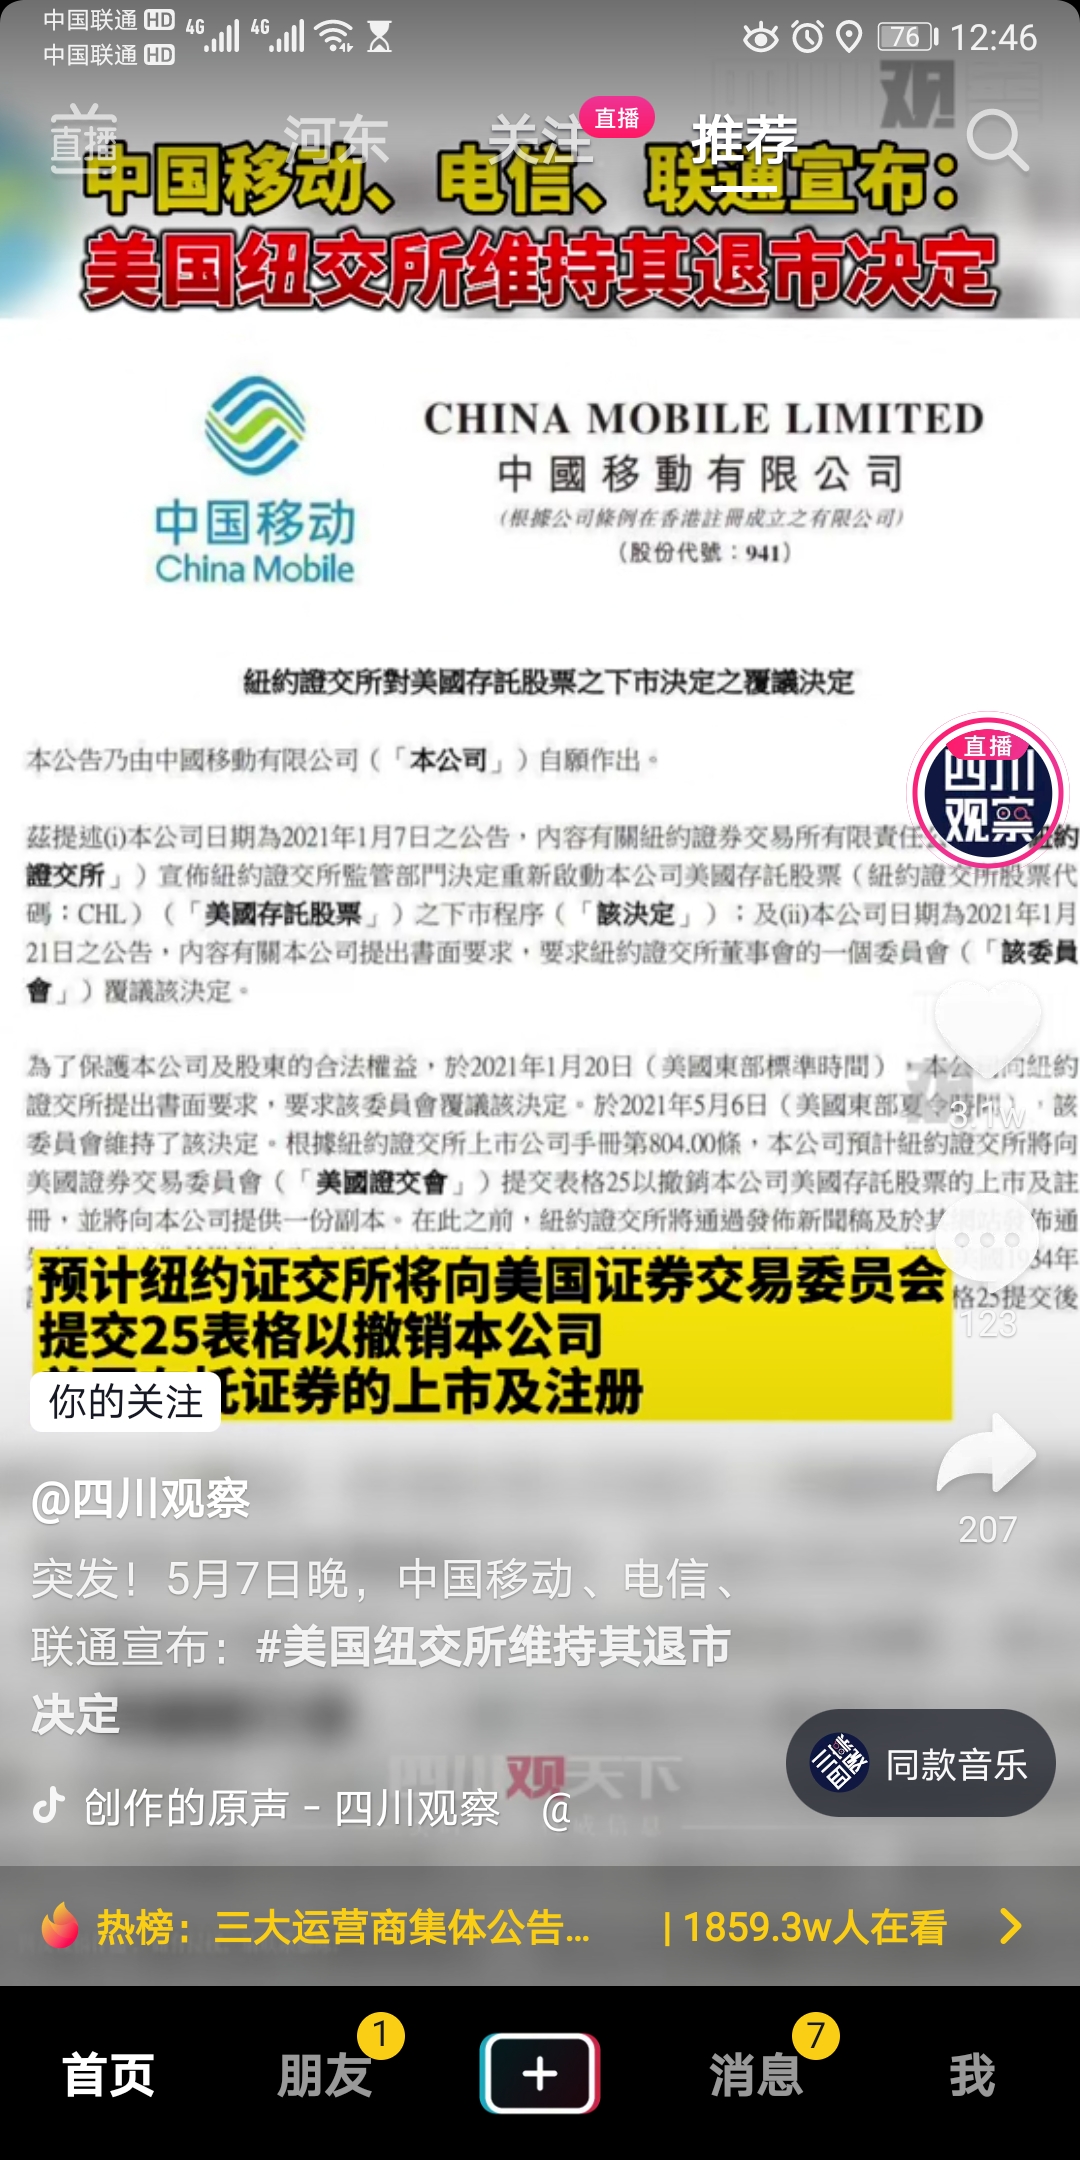 中国联通 HD
中国联通 HD
4G 4G
76 12:46
直播 河东 关注 直播 推荐
中国移动、电信、联通宣布：
美国纽交所维持其退市决定
中国移动
China Mobile
CHINA MOBILE LIMITED
中國移動有限公司
(根據公司條例在香港註冊成立之有限公司)
（股份代號：941）
紐約證交所對美國存託股票之下市決定之覆議決定
本公告乃由中國移動有限公司（「本公司」）自願作出。
茲提述(i)本公司日期為2021年1月7日之公告，內容有關紐約證券交易所有限責任
證交所」）宣佈紐約證交所監管部門決定重新啟動本公司美國存託股票（紐約證交所股票代
碼：CHL）（「美國存託股票」）之下市程序（「該決定」）；及(ii)本公司日期為2021年1月
21日之公告，內容有關本公司提出書面要求，要求紐約證交所董事會的一個委員會（「該委員
會」）覆議該決定。
為了保護本公司及股東的合法權益，於2021年1月20日（美國東部標準時間），本公司向紐約
證交所提出書面要求，要求該委員會覆議該決定。於2021年5月6日（美國東部夏令時間），該
委員會維持了該決定。根據紐約證交所上市公司手冊第804.00條，本公司預計紐約證交所將向
美國證券交易委員會（「美國證交會」）提交表格25以撤銷本公司美國存託股票的上市及註
冊，並將向本公司提供一份副本。在此之前，紐約證交所將通過發佈新聞稿及於其網站發佈通
格25提交後
直播
四川
观察
3.1w
123
207
预计纽约证交所将向美国证券交易委员会
提交25表格以撤销本公司
托证券的上市及注册
你的关注
@四川观察
突发！5月7日晚，中国移动、电信、
联通宣布：#美国纽交所维持其退市
决定
四川观天下
创作的原声 - 四川观察 @
同款音乐
热榜：三大运营商集体公告... | 1859.3w人在看
首页 朋友 1 消息 7 我